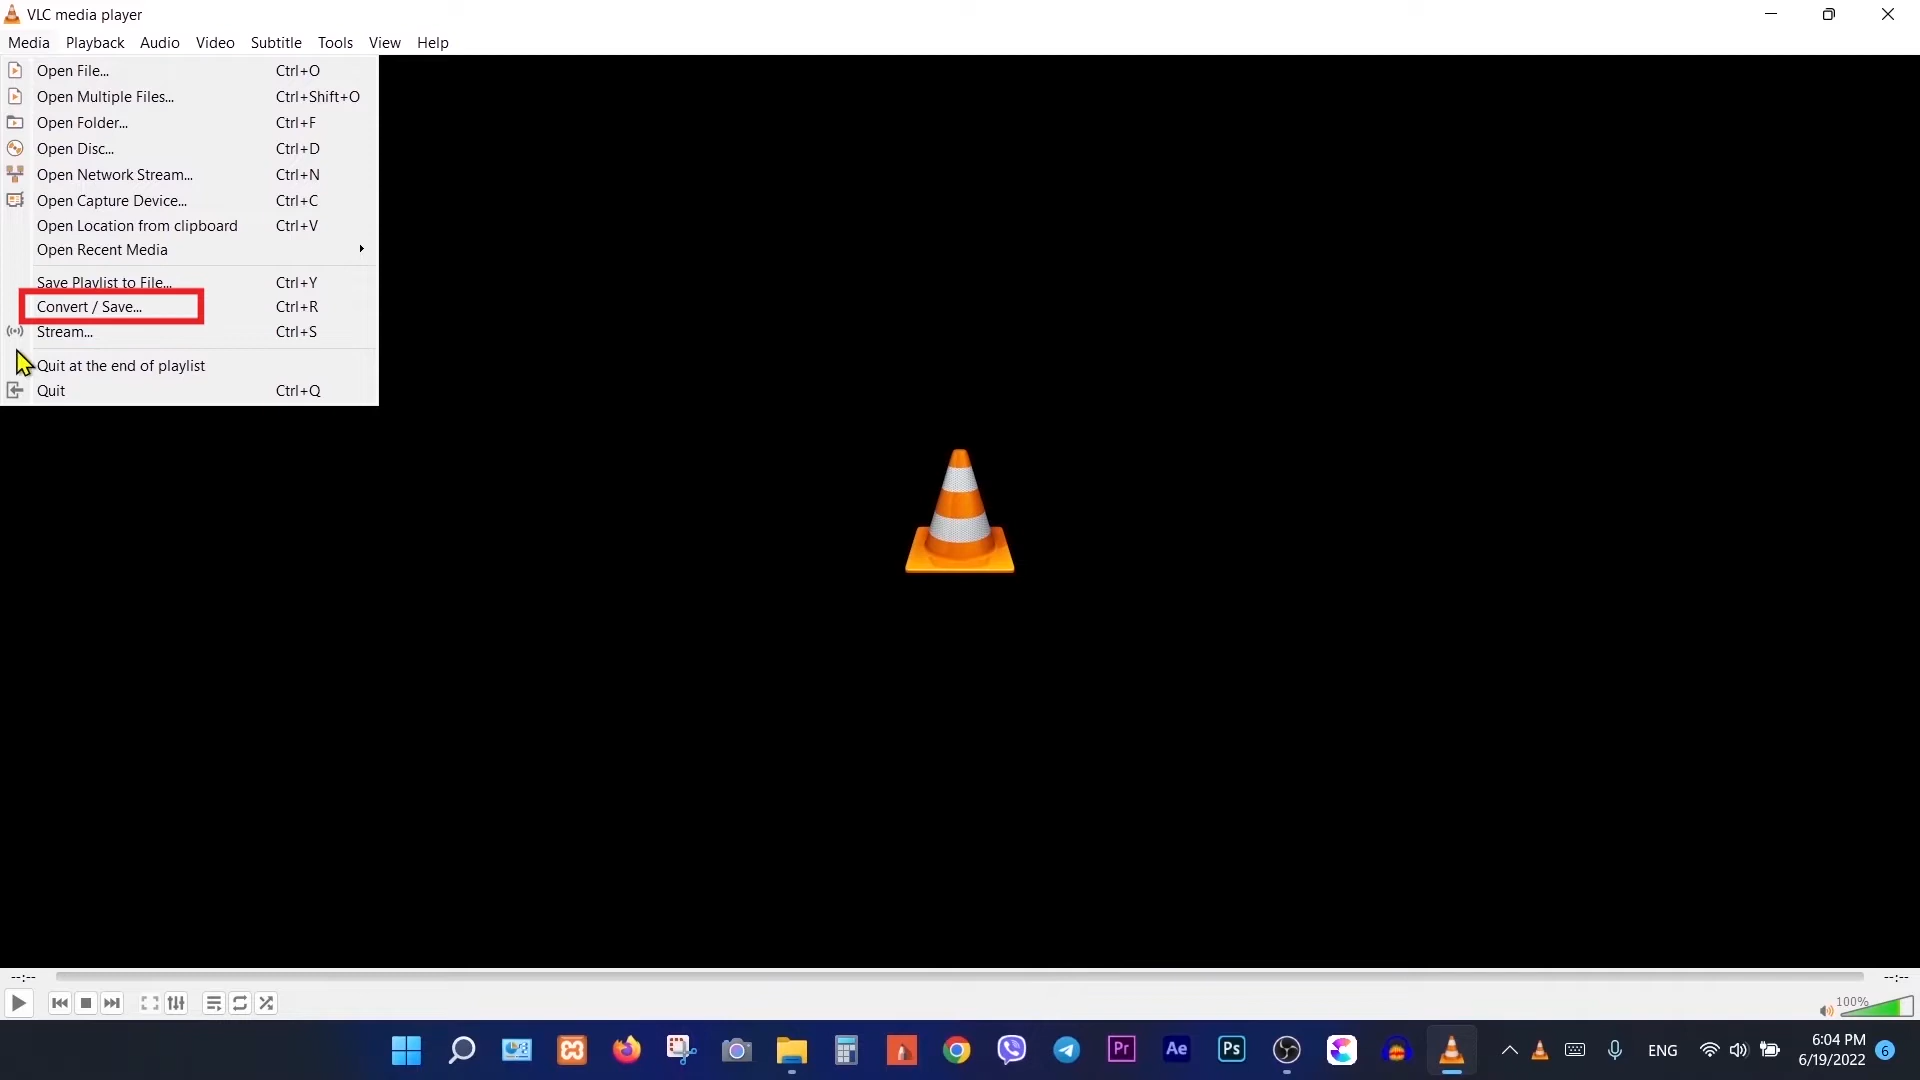 VLC media player
Media Playback Audio Video Subtitle Tools View Help
Open File... Ctrl+O
Open Multiple Files... Ctrl+Shift+O
Open Folder... Ctrl+F
Open Disc... Ctrl+D
Open Network Stream... Ctrl+N
Open Capture Device... Ctrl+C
Open Location from clipboard Ctrl+V
Open Recent Media
Save Playlist to File... Ctrl+Y
Convert / Save... Ctrl+R
Stream... Ctrl+S
Quit at the end of playlist
Quit Ctrl+Q
--:-- --:--
100%
Pr Ae Ps ENG 6:04 PM
6/19/2022 6